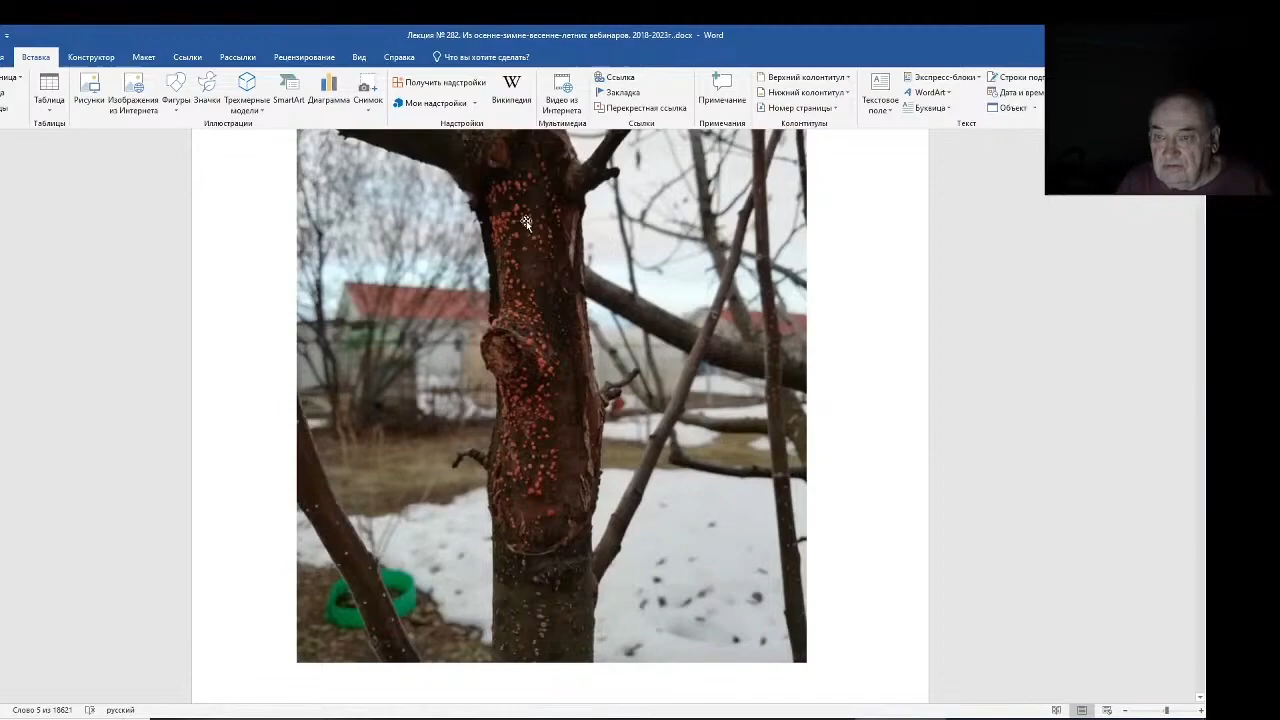 Лекция № 282. Из осенне-зимне-весенне-летних вебинаров. 2018-2023г..docx - Word
Вставка Конструктор Макет Ссылки Рассылки Рецензирование Вид Справка Что вы хотите сделать?
Таблица
Таблицы
Рисунки
Изображения из Интернета
Фигуры
Значки
Трехмерные модели
SmartArt
Диаграмма
Снимок
Иллюстрации
Получить надстройки
Мои надстройки
Википедия
Надстройки
Видео из Интернета
Мультимедиа
Ссылка
Закладка
Перекрестная ссылка
Ссылки
Примечание
Примечания
Верхний колонтитул
Нижний колонтитул
Номер страницы
Колонтитулы
Текстовое поле
Экспресс-блоки
WordArt
Буквица
Объект
Текст
Слово 5 из 18621 русский